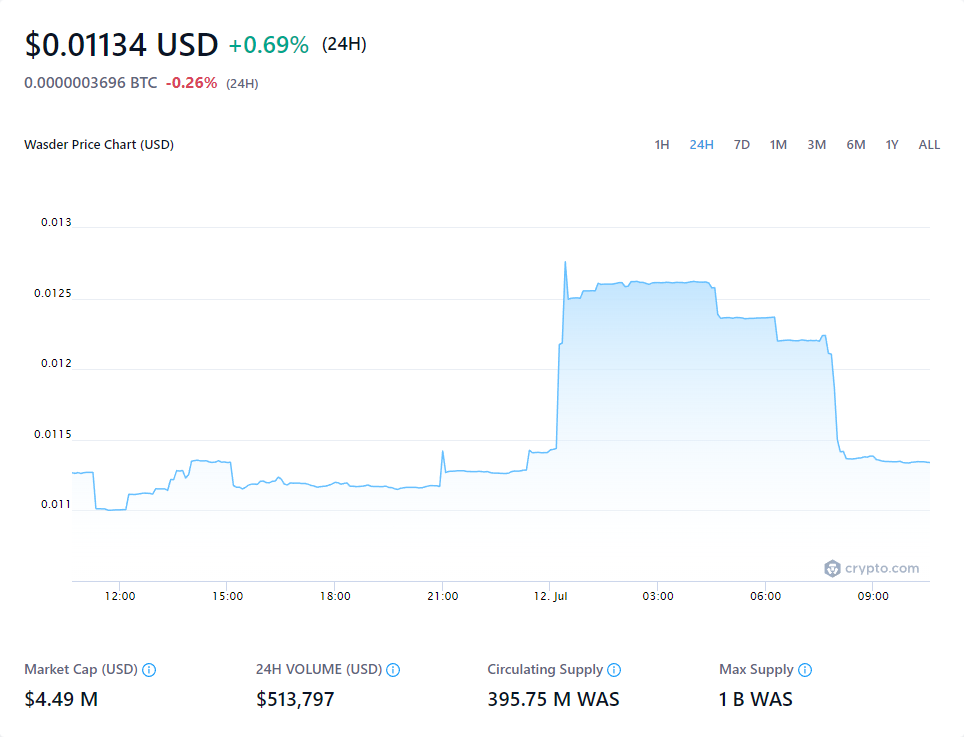 $0.01134 USD +0.69% (24H)
0.0000003696 BTC -0.26% (24H)
Wasder Price Chart (USD) 1H 24H 7D 1M 3M 6M 1Y ALL
0.013
0.0125
0.012
0.0115
0.011
crypto.com
12:00 15:00 18:00 21:00 12. Jul 03:00 06:00 09:00
Market Cap (USD) 24H VOLUME (USD) Circulating Supply Max Supply
$4.49 M $513,797 395.75 M WAS 1 B WAS